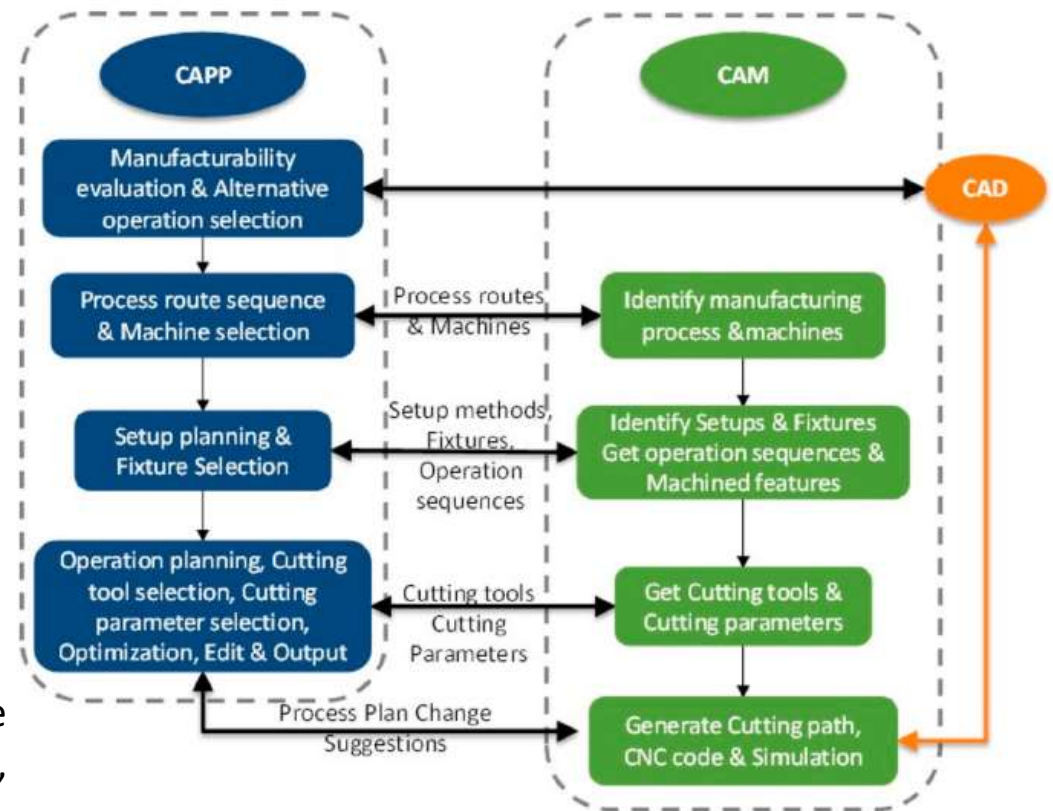 CAPP
CAM
CAD
Manufacturability
evaluation & Alternative
operation selection
Process route sequence
& Machine selection
Process routes
& Machines
Identify manufacturing
process &machines
Setup planning &
Fixture Selection
Setup methods,
Fixtures,
Operation
sequences
Identify Setups & Fixtures
Get operation sequences &
Machined features
Operation planning, Cutting
tool selection, Cutting
parameter selection,
Optimization, Edit & Output
Cutting tools
Cutting
Parameters
Get Cutting tools &
Cutting parameters
Process Plan Change
Suggestions
Generate Cutting path,
CNC code & Simulation
e
,